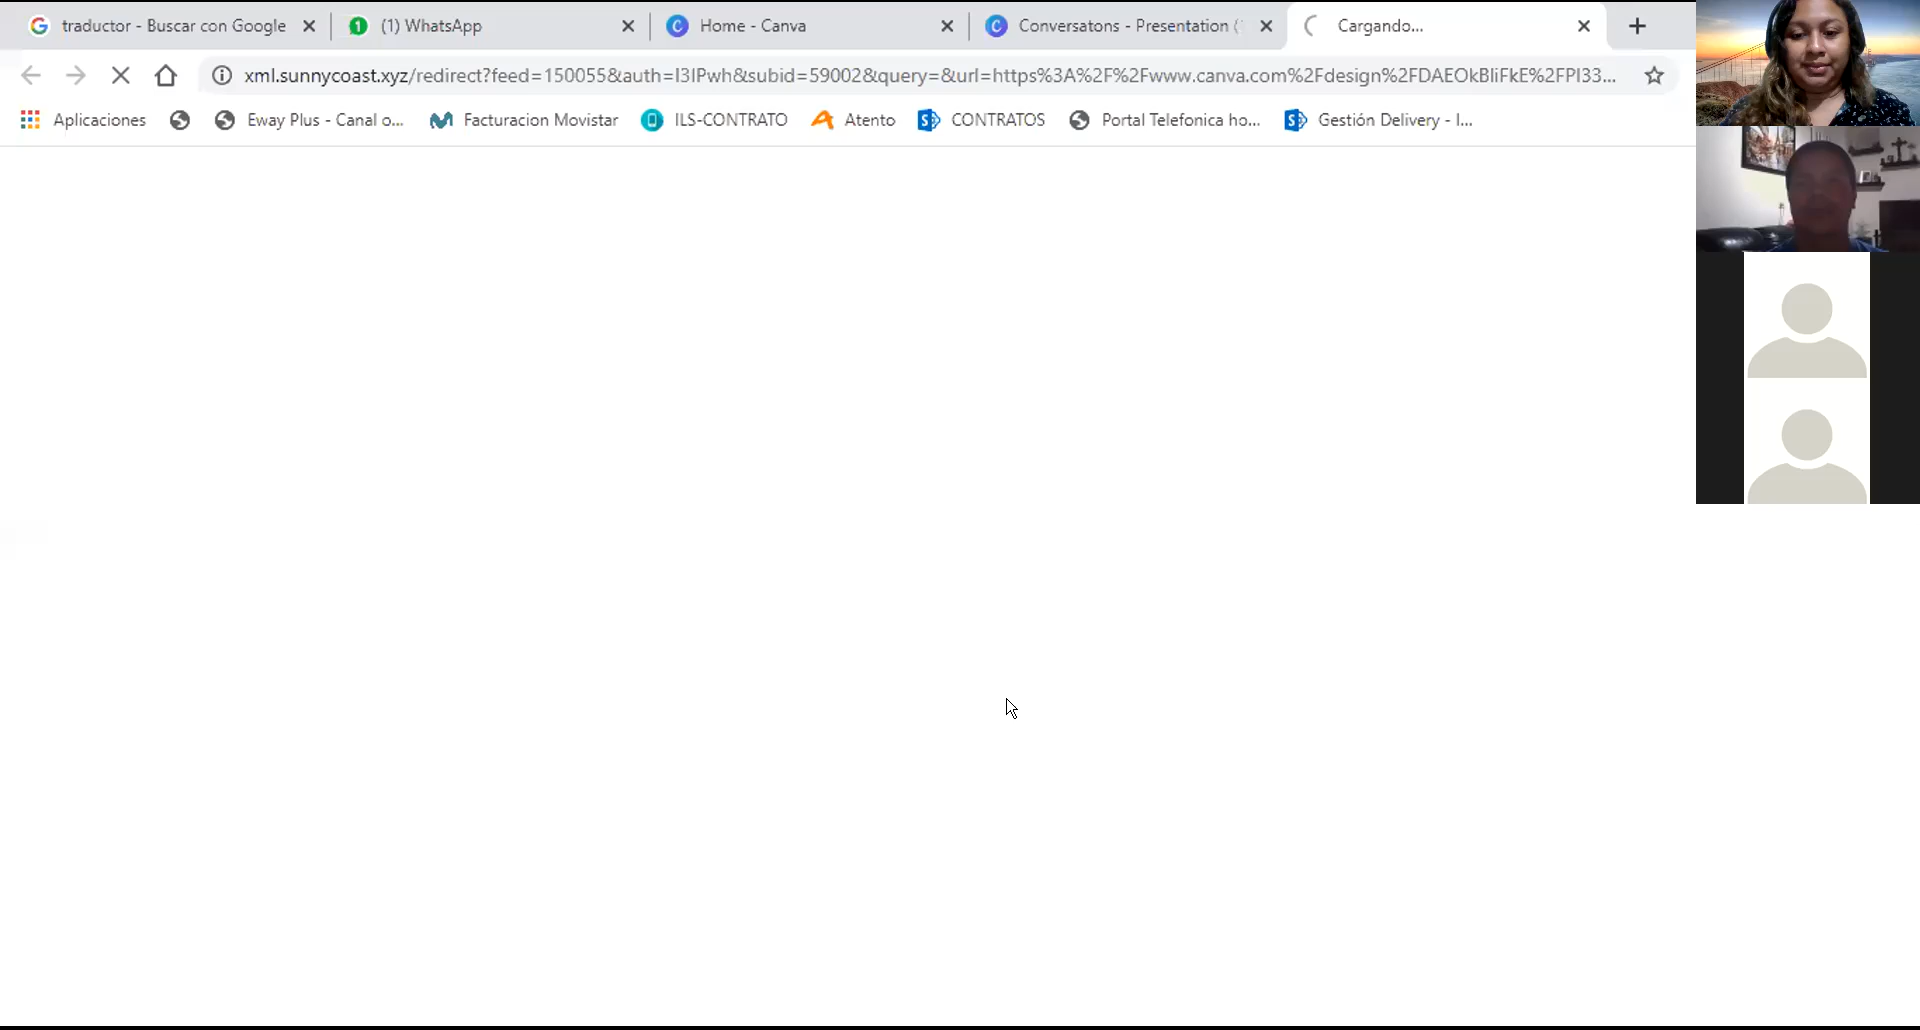 traductor - Buscar con Google
(1) WhatsApp
Home - Canva
Conversatons - Presentation (
Cargando...
xml.sunnycoast.xyz/redirect?feed=150055&auth=I3IPwh&subid=59002&query=&url=https%3A%2F%2Fwww.canva.com%2Fdesign%2FDAEOkBliFkE%2FPI33...
Aplicaciones
Eway Plus - Canal o...
Facturacion Movistar
ILS-CONTRATO
Atento
CONTRATOS
Portal Telefonica ho...
Gestión Delivery - I...